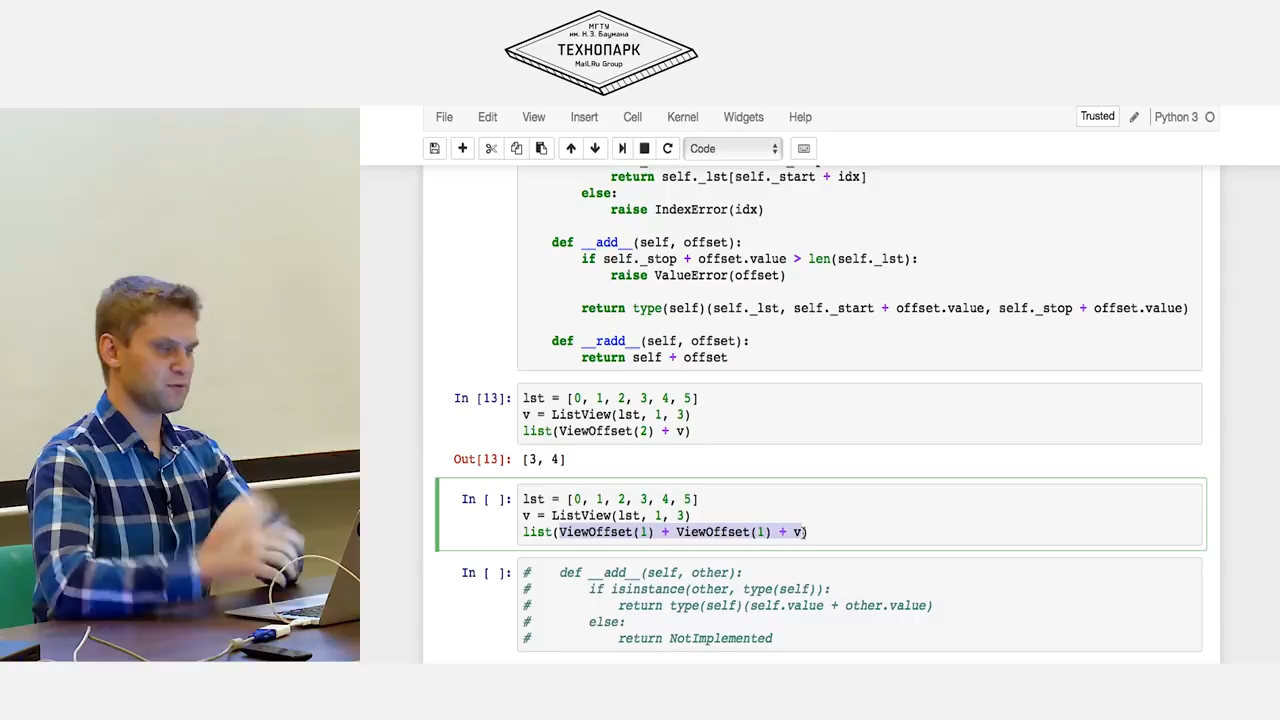 МГТУ
им. Н.Э. Баумана
ТЕХНОПАРК
Mail.Ru Group
File Edit View Insert Cell Kernel Widgets Help
Trusted
Python 3
Code
return self._lst[self._start + idx]
else:
raise IndexError(idx)
def __add__(self, offset):
if self._stop + offset.value > len(self._lst):
raise ValueError(offset)
return type(self)(self._lst, self._start + offset.value, self._stop + offset.value)
def __radd__(self, offset):
return self + offset
In [13]: lst = [0, 1, 2, 3, 4, 5]
v = ListView(lst, 1, 3)
list(ViewOffset(2) + v)
Out[13]: [3, 4]
In [ ]: lst = [0, 1, 2, 3, 4, 5]
v = ListView(lst, 1, 3)
list(ViewOffset(1) + ViewOffset(1) + v)
In [ ]: # def __add__(self, other):
# if isinstance(other, type(self)):
# return type(self)(self.value + other.value)
# else:
# return NotImplemented